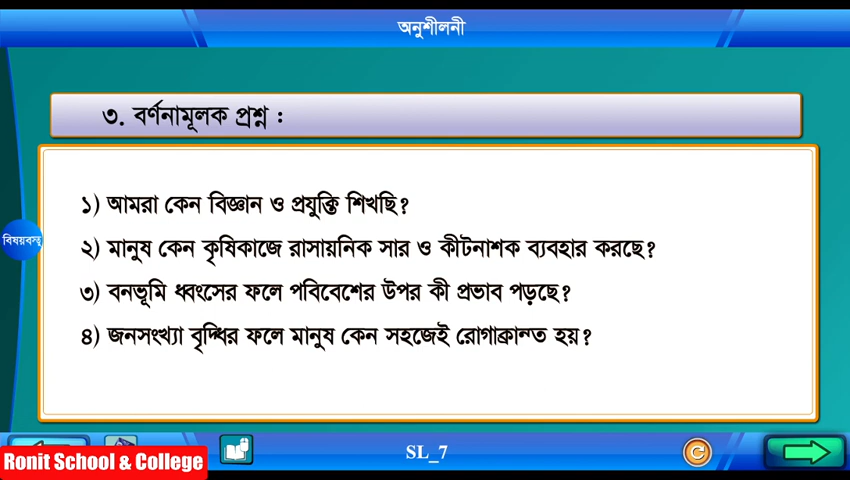 অনুশীলনী
৩. বর্ণনামূলক প্রশ্ন :
১) আমরা কেন বিজ্ঞান ও প্রযুক্তি শিখছি?
২) মানুষ কেন কৃষিকাজে রাসায়নিক সার ও কীটনাশক ব্যবহার করছে?
বিষয়বস্তু
৩) বনভূমি ধ্বংসের ফলে পবিবেশের উপর কী প্রভাব পড়ছে?
৪) জনসংখ্যা বৃদ্ধির ফলে মানুষ কেন সহজেই রোগাক্রান্ত হয়?
SL_7
Ronit School & College